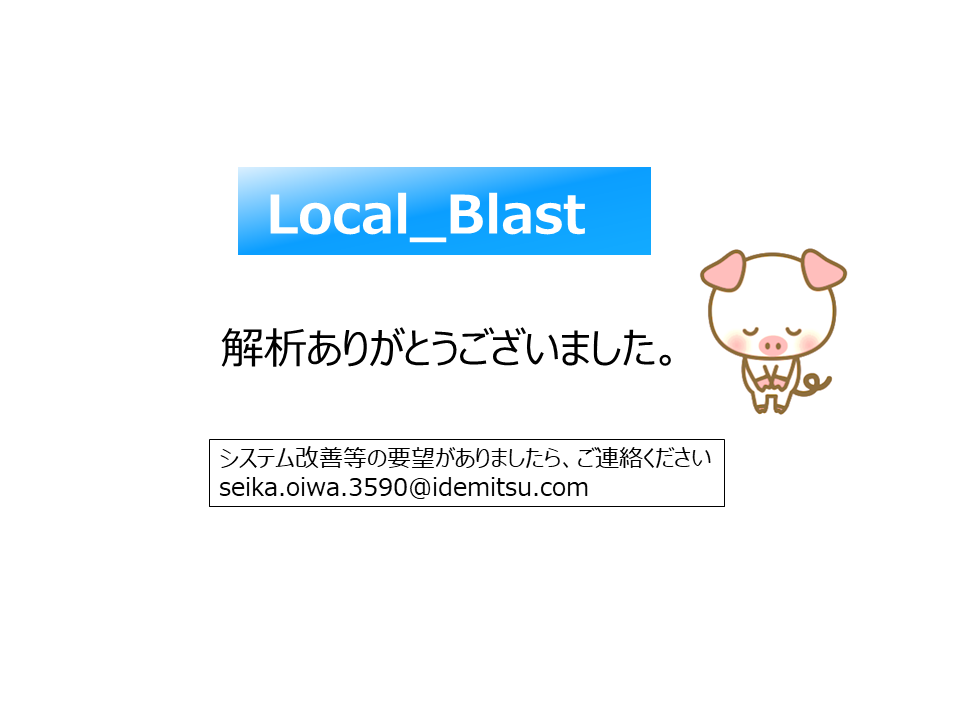 Local_Blast
解析ありがとうございました。
システム改善等の要望がありましたら、ご連絡ください
seika.oiwa.3590@idemitsu.com